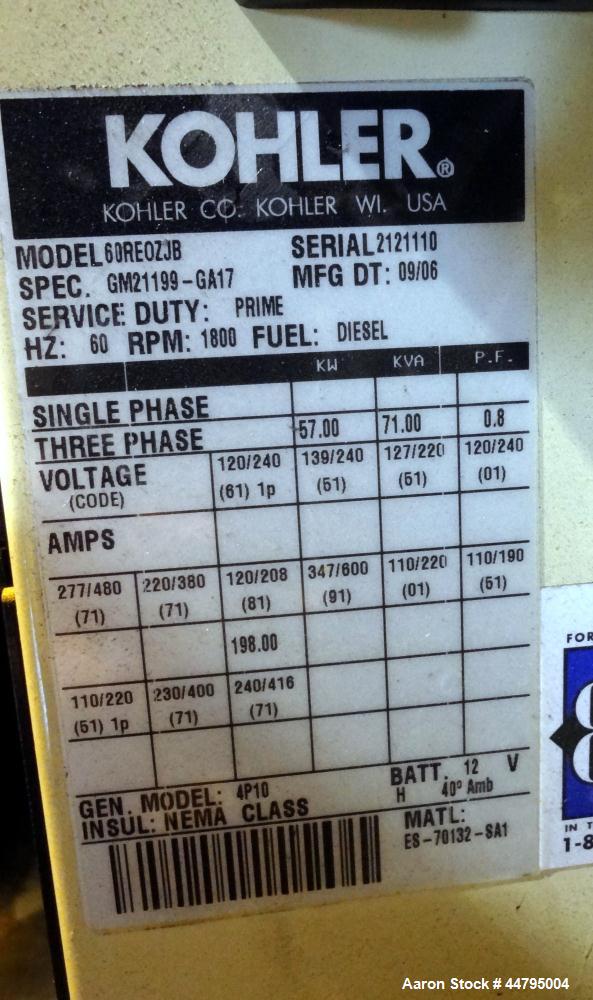 KOHLER®
KOHLER CO. KOHLER WI. USA
MODEL 60REOZJB SERIAL 2121110
SPEC. GM21199-GA17 MFG DT: 09/06
SERVICE DUTY: PRIME
HZ: 60 RPM: 1800 FUEL: DIESEL
KW KVA P.F.
SINGLE PHASE
THREE PHASE 57.00 71.00 0.8
VOLTAGE 120/240 139/240 127/220 120/240
(CODE) (61) 1p (51) (51) (01)
AMPS
277/480 220/380 120/208 347/600 110/220 110/190
(71) (71) (81) (91) (01) (51)
198.00
110/220 230/400 240/416
(51) 1p (71) (71)
GEN. MODEL: 4P10 BATT. 12 V
INSUL: NEMA CLASS H 40° Amb
MATL:
ES-70132-SA1
FOR
IN T
1-8
Aaron Stock # 44795004